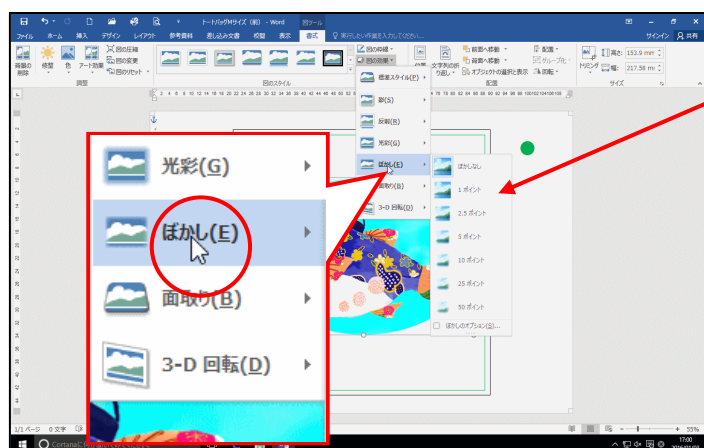 トートバッグMサイズ (前) - Word
図ツール
ファイル ホーム 挿入 デザイン レイアウト 参考資料 差し込み文書 校閲 表示 書式 実行したい作業を入力してください...
サインイン 共有
背景の削除 修整 色 アート効果
図の圧縮
図の変更
図のリセット
調整
図のスタイル
図の枠線
図の効果
文字列の折り返し
前面へ移動
背面へ移動
オブジェクトの選択と表示
配置
グループ化
回転
配置
トリミング
高さ: 153.9 mm
幅: 217.58 mm
サイズ
標準スタイル(P)
影(S)
反射(R)
光彩(G)
ぼかし(E)
面取り(B)
3-D 回転(D)
ぼかしなし
1 ポイント
2.5 ポイント
5 ポイント
10 ポイント
25 ポイント
50 ポイント
ぼかしのオプション(S)...
光彩(G)
ぼかし(E)
面取り(B)
3-D 回転(D)
1/1 ページ 0 文字
55%
Cortana
17:00